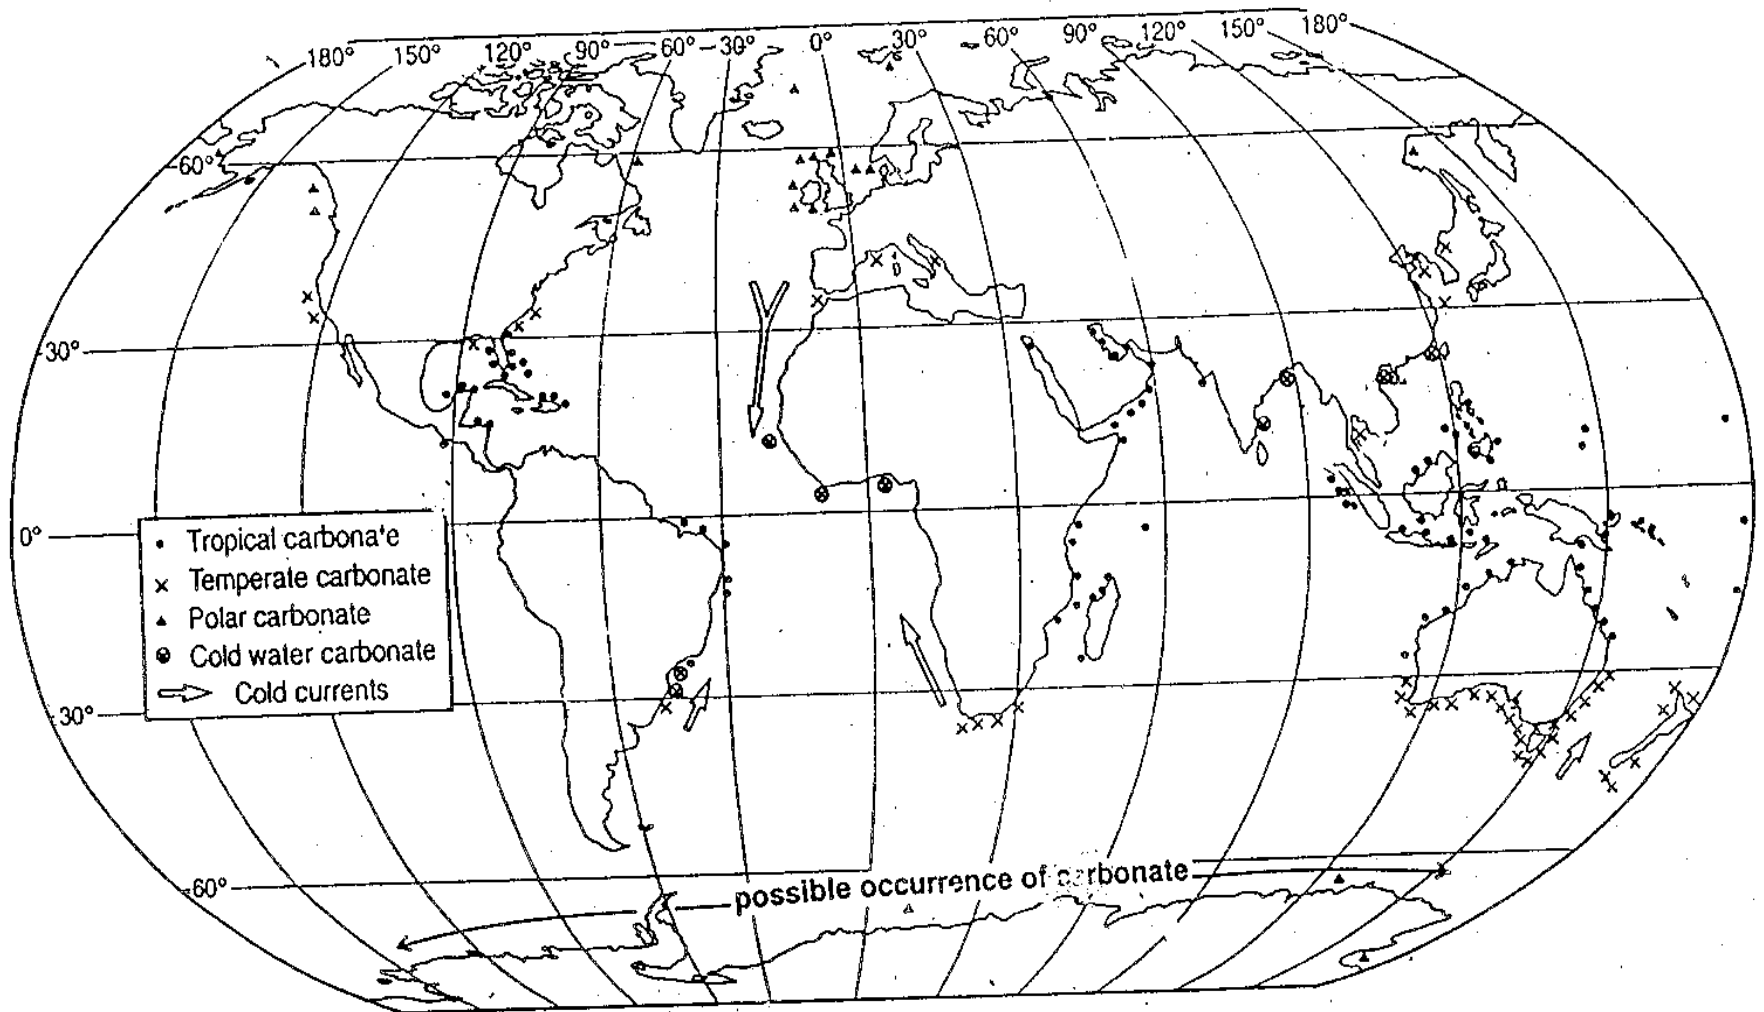 180° 150° 120° 90° 60° 30° 0° 30° 60° 90° 120° 150° 180°
60°
30°
0°
Tropical carbona'e
Temperate carbonate
Polar carbonate
Cold water carbonate
Cold currents
30°
60°
possible occurrence of carbonate